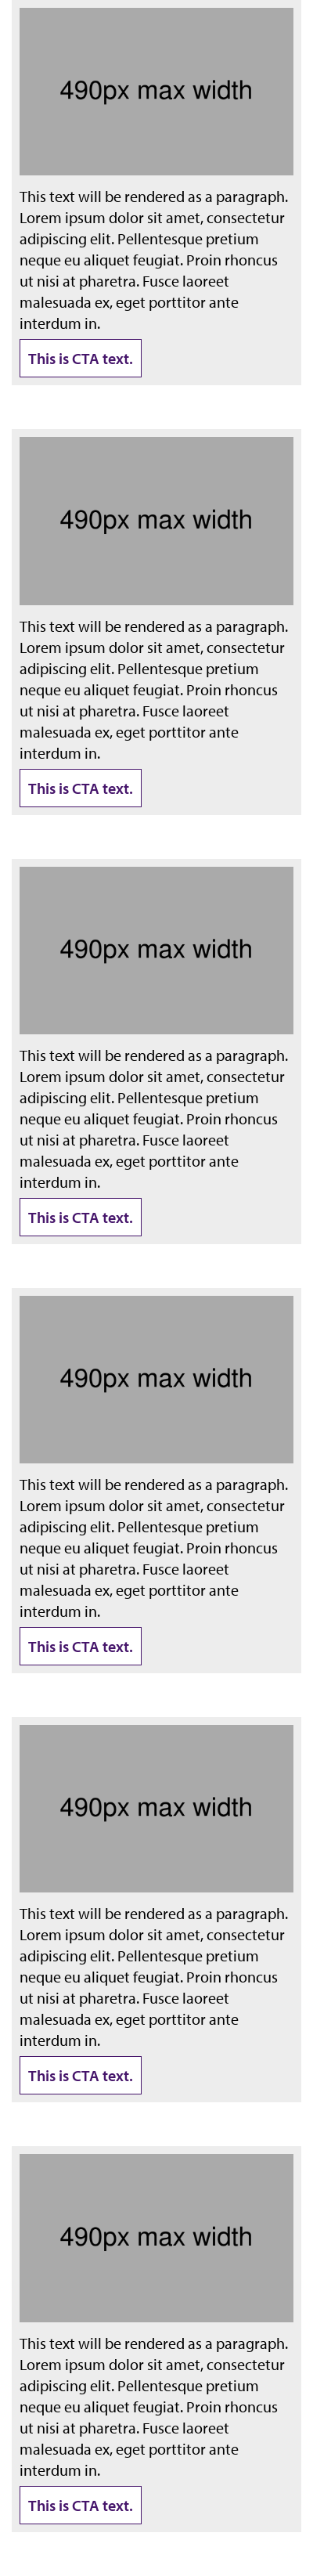 490px max width
This text will be rendered as a paragraph.
Lorem ipsum dolor sit amet, consectetur
adipiscing elit. Pellentesque pretium
neque eu aliquet feugiat. Proin rhoncus
ut nisi at pharetra. Fusce laoreet
malesuada ex, eget porttitor ante
interdum in.
This is CTA text.
490px max width
This text will be rendered as a paragraph.
Lorem ipsum dolor sit amet, consectetur
adipiscing elit. Pellentesque pretium
neque eu aliquet feugiat. Proin rhoncus
ut nisi at pharetra. Fusce laoreet
malesuada ex, eget porttitor ante
interdum in.
This is CTA text.
490px max width
This text will be rendered as a paragraph.
Lorem ipsum dolor sit amet, consectetur
adipiscing elit. Pellentesque pretium
neque eu aliquet feugiat. Proin rhoncus
ut nisi at pharetra. Fusce laoreet
malesuada ex, eget porttitor ante
interdum in.
This is CTA text.
490px max width
This text will be rendered as a paragraph.
Lorem ipsum dolor sit amet, consectetur
adipiscing elit. Pellentesque pretium
neque eu aliquet feugiat. Proin rhoncus
ut nisi at pharetra. Fusce laoreet
malesuada ex, eget porttitor ante
interdum in.
This is CTA text.
490px max width
This text will be rendered as a paragraph.
Lorem ipsum dolor sit amet, consectetur
adipiscing elit. Pellentesque pretium
neque eu aliquet feugiat. Proin rhoncus
ut nisi at pharetra. Fusce laoreet
malesuada ex, eget porttitor ante
interdum in.
This is CTA text.
490px max width
This text will be rendered as a paragraph.
Lorem ipsum dolor sit amet, consectetur
adipiscing elit. Pellentesque pretium
neque eu aliquet feugiat. Proin rhoncus
ut nisi at pharetra. Fusce laoreet
malesuada ex, eget porttitor ante
interdum in.
This is CTA text.